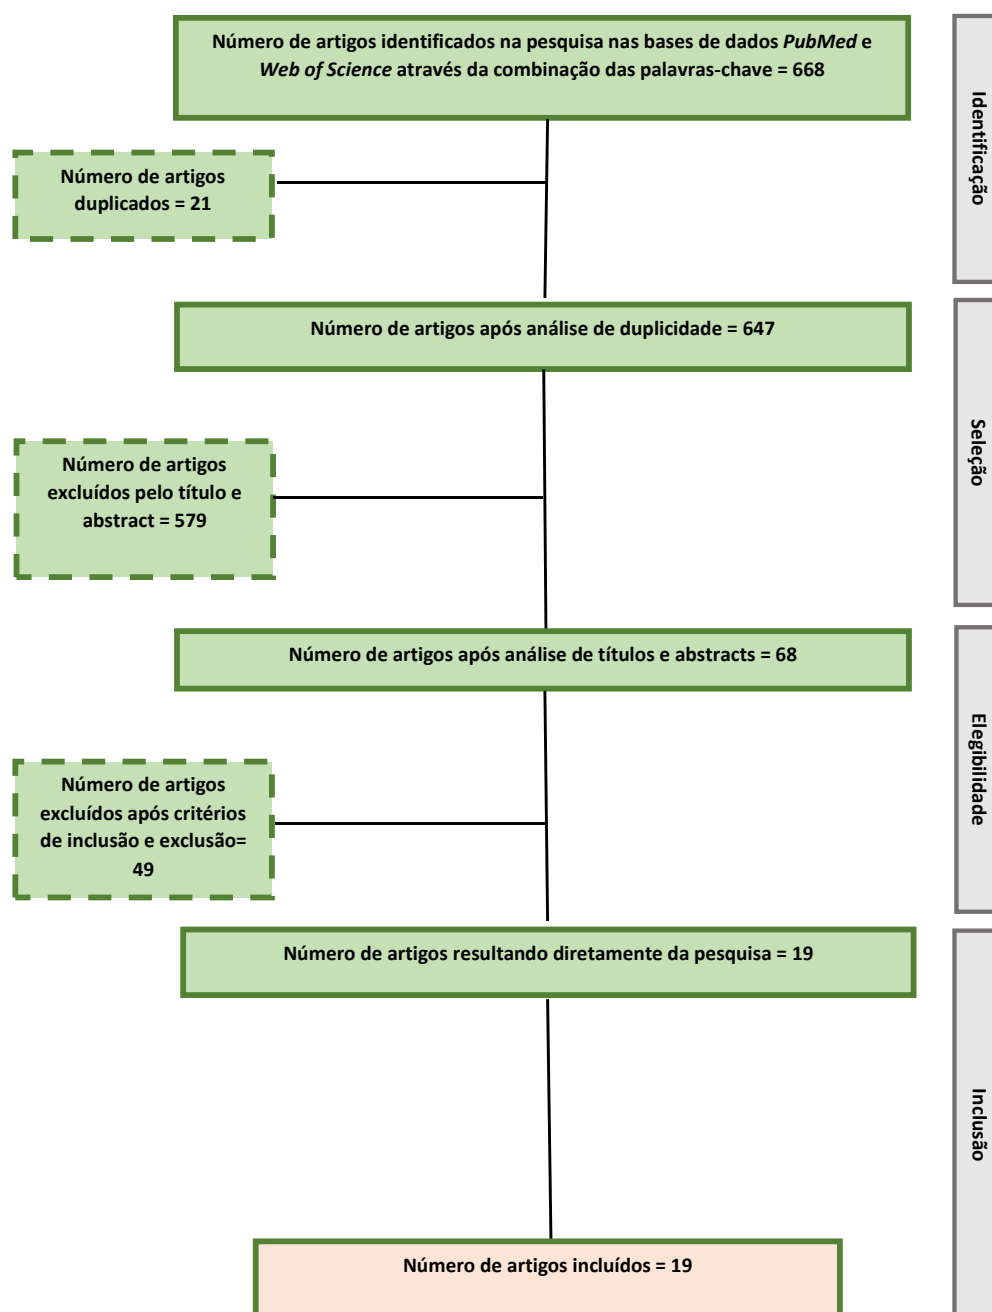 Número de artigos identificados na pesquisa nas bases de dados PubMed e
Web of Science através da combinação das palavras-chave = 668
Identificação
Número de artigos
duplicados = 21
Número de artigos após análise de duplicidade = 647
Seleção
Número de artigos
excluídos pelo título e
abstract = 579
Número de artigos após análise de títulos e abstracts = 68
Elegibilidade
Número de artigos
excluídos após critérios
de inclusão e exclusão=
49
Número de artigos resultando diretamente da pesquisa = 19
Inclusão
Número de artigos incluídos = 19